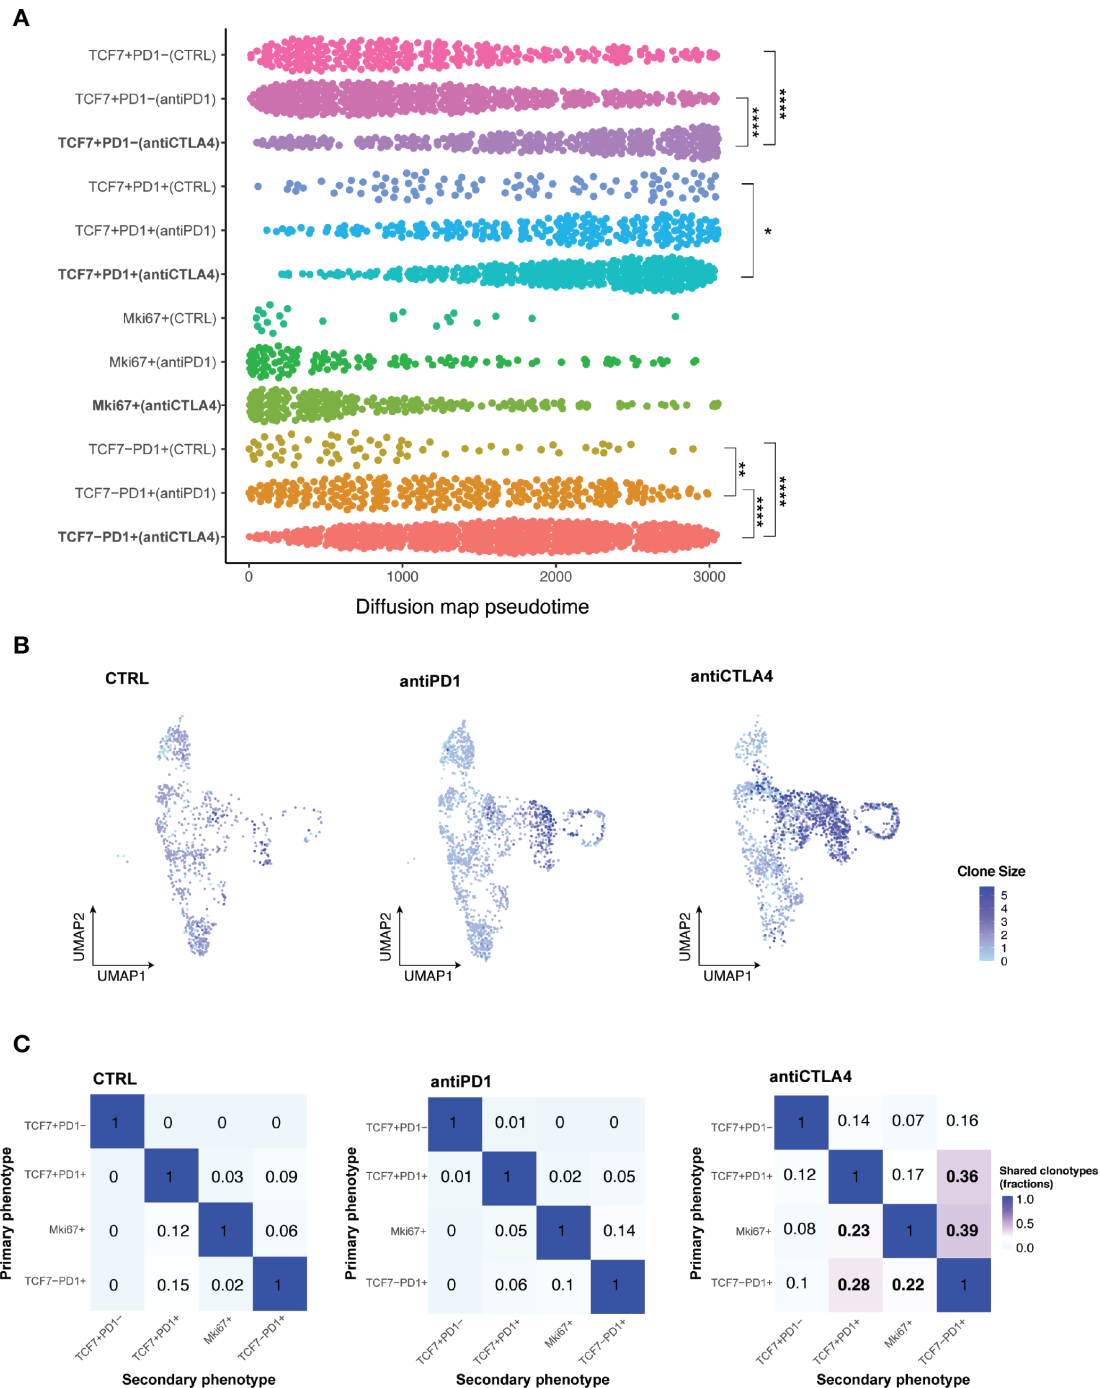 A
TCF7+PD1−(CTRL)
TCF7+PD1−(antiPD1)
TCF7+PD1−(antiCTLA4)
TCF7+PD1+(CTRL)
TCF7+PD1+(antiPD1)
TCF7+PD1+(antiCTLA4)
Mki67+(CTRL)
Mki67+(antiPD1)
Mki67+(antiCTLA4)
TCF7−PD1+(CTRL)
TCF7−PD1+(antiPD1)
TCF7−PD1+(antiCTLA4)
****
****
*
**
****
****
0 1000 2000 3000
Diffusion map pseudotime
B
CTRL
antiPD1
antiCTLA4
UMAP2
UMAP1
UMAP2
UMAP1
UMAP2
UMAP1
Clone Size
5
4
3
2
1
0
C
CTRL
Primary phenotype
TCF7+PD1− 1 0 0 0
TCF7+PD1+ 0 1 0.03 0.09
Mki67+ 0 0.12 1 0.06
TCF7−PD1+ 0 0.15 0.02 1
TCF7+PD1− TCF7+PD1+ Mki67+ TCF7−PD1+
Secondary phenotype
antiPD1
Primary phenotype
TCF7+PD1− 1 0.01 0 0
TCF7+PD1+ 0.01 1 0.02 0.05
Mki67+ 0 0.05 1 0.14
TCF7−PD1+ 0 0.06 0.1 1
TCF7+PD1− TCF7+PD1+ Mki67+ TCF7−PD1+
Secondary phenotype
antiCTLA4
Primary phenotype
TCF7+PD1− 1 0.14 0.07 0.16
TCF7+PD1+ 0.12 1 0.17 0.36
Mki67+ 0.08 0.23 1 0.39
TCF7−PD1+ 0.1 0.28 0.22 1
TCF7+PD1− TCF7+PD1+ Mki67+ TCF7−PD1+
Secondary phenotype
Shared clonotypes
(fractions)
1.0
0.5
0.0